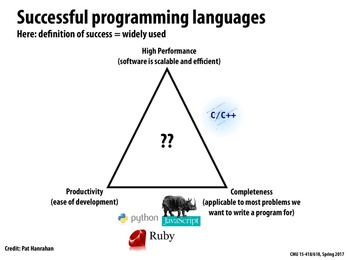 Successful programming languages
Here: definition of success = widely used
High Performance
(software is scalable and efficient)
C/C++
??
Productivity
(ease of development)
Completeness
(applicable to most problems we
want to write a program for)
python
JavaScript
Ruby
Credit: Pat Hanrahan
CMU 15-418/618, Spring 2017